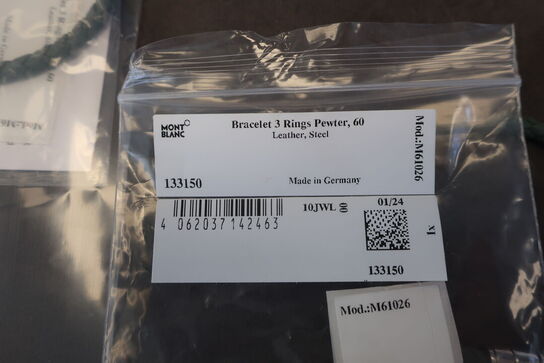 MONT
BLANC
Bracelet 3 Rings Pewter, 60
Leather, Steel
Mod.:M61026
133150
Made in Germany
4 062037 142463
10JWL 00
01/24
1x
133150
Mod.:M61026